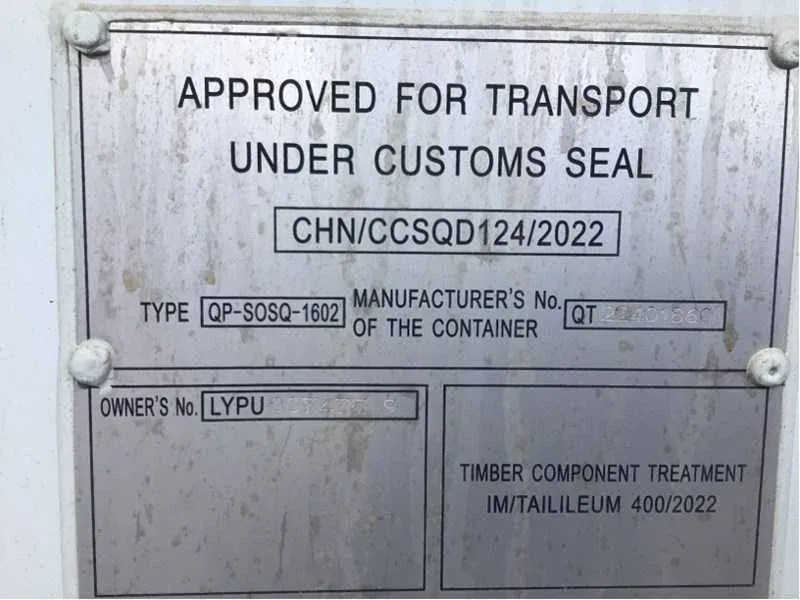 APPROVED FOR TRANSPORT
UNDER CUSTOMS SEAL
CHN/CCSQD124/2022
TYPE QP-SOSQ-1602 MANUFACTURER'S No.
OF THE CONTAINER QT
OWNER'S No. LYPU
TIMBER COMPONENT TREATMENT
IM/TAILILEUM 400/2022